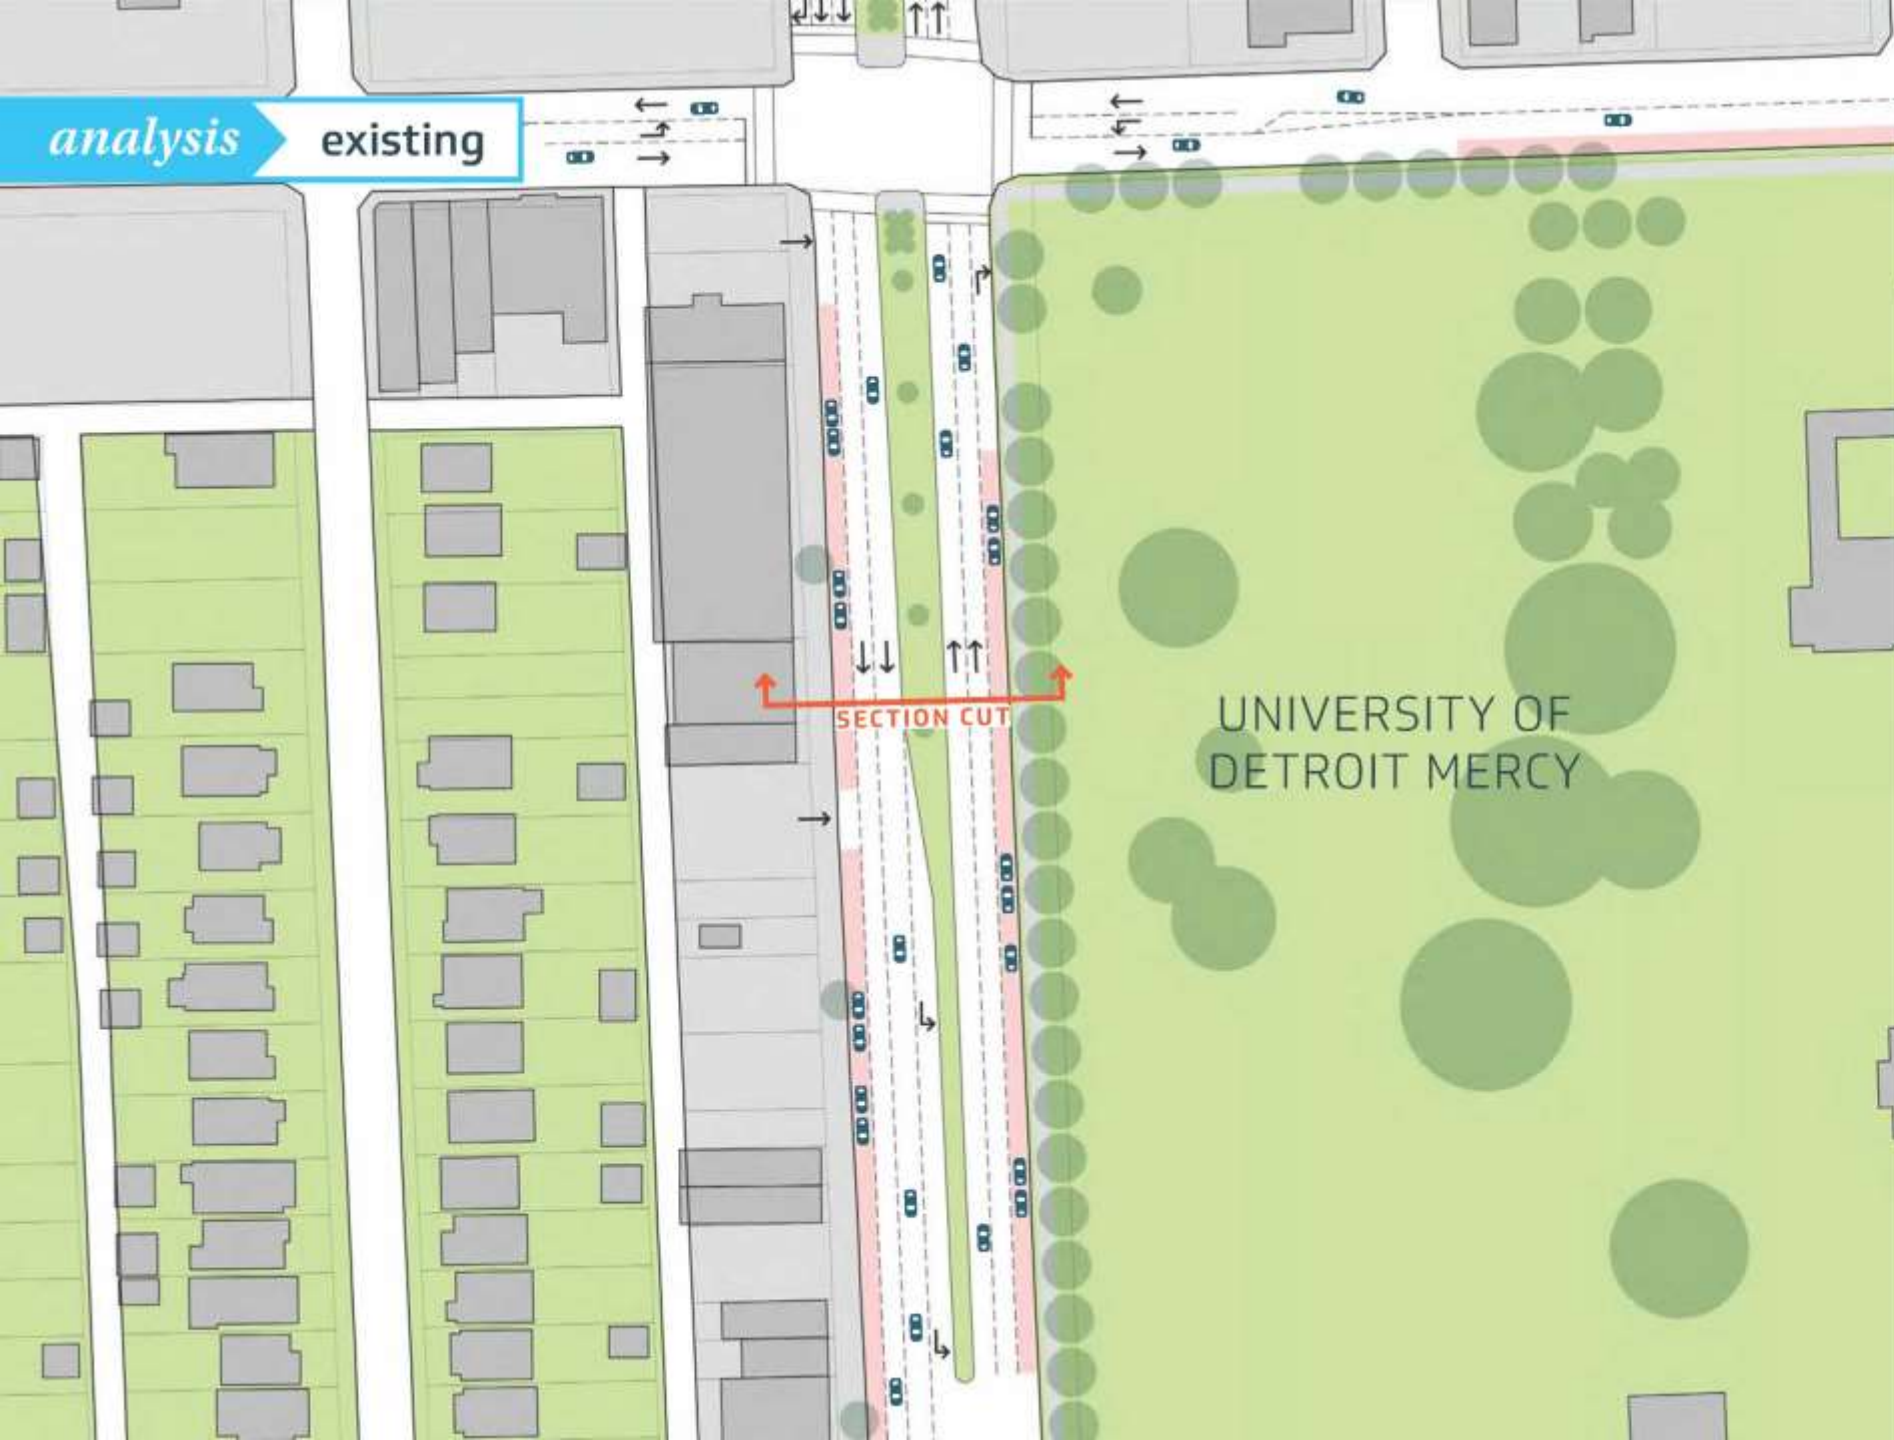 analysis
existing
SECTION CUT
UNIVERSITY OF
DETROIT MERCY